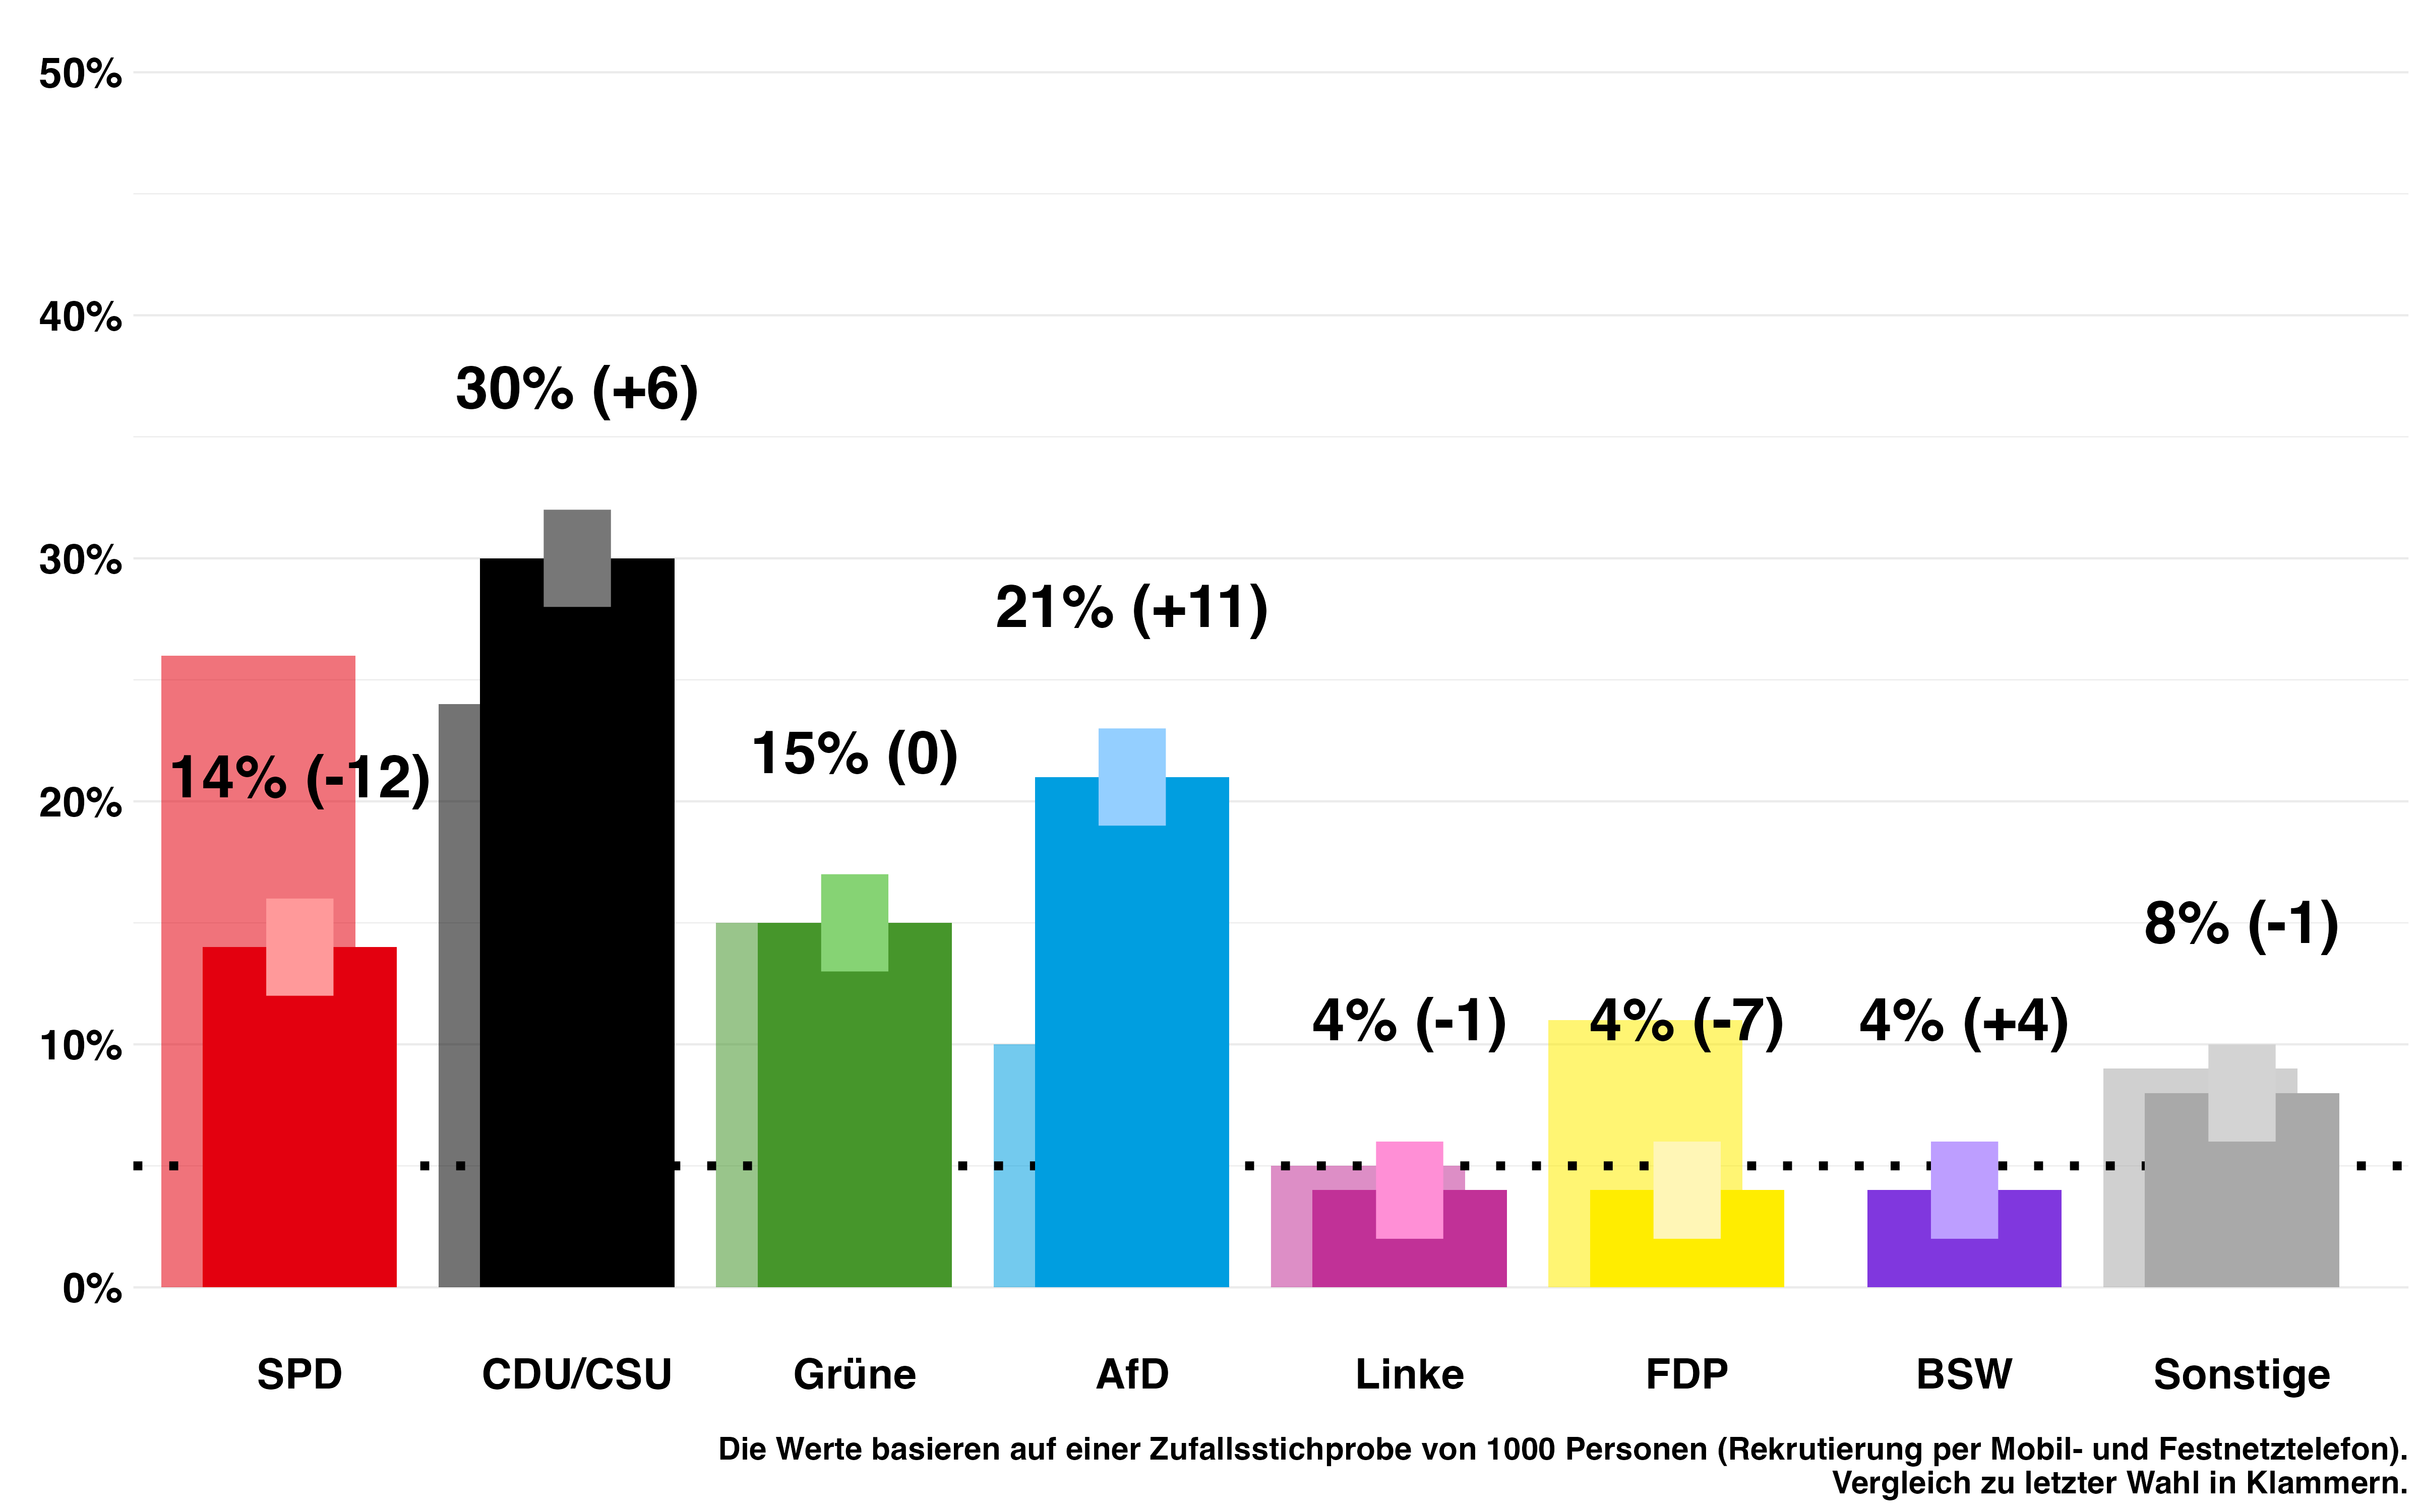 50%
40%
30%
20%
10%
0%
30% (+6)
21% (+11)
15% (0)
14% (-12)
8% (-1)
4% (-1)
4% (-7)
4% (+4)
SPD
CDU/CSU
Grüne
AfD
Linke
FDP
BSW
Sonstige
Die Werte basieren auf einer Zufallsstichprobe von 1000 Personen (Rekrutierung per Mobil- und Festnetztelefon).
Vergleich zu letzter Wahl in Klammern.